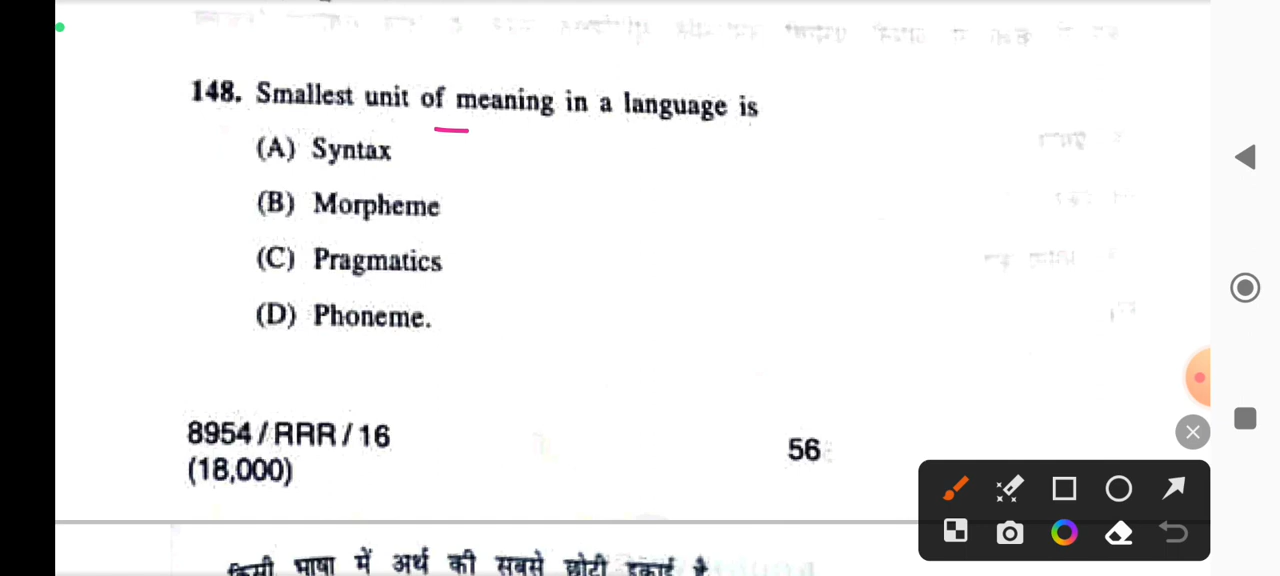 148. Smallest unit of meaning in a language is
(A) Syntax
(B) Morpheme
(C) Pragmatics
(D) Phoneme.
8954 / RRR / 16
(18,000)
56
किसी भाषा में अर्थ की सबसे छोटी इकाई है